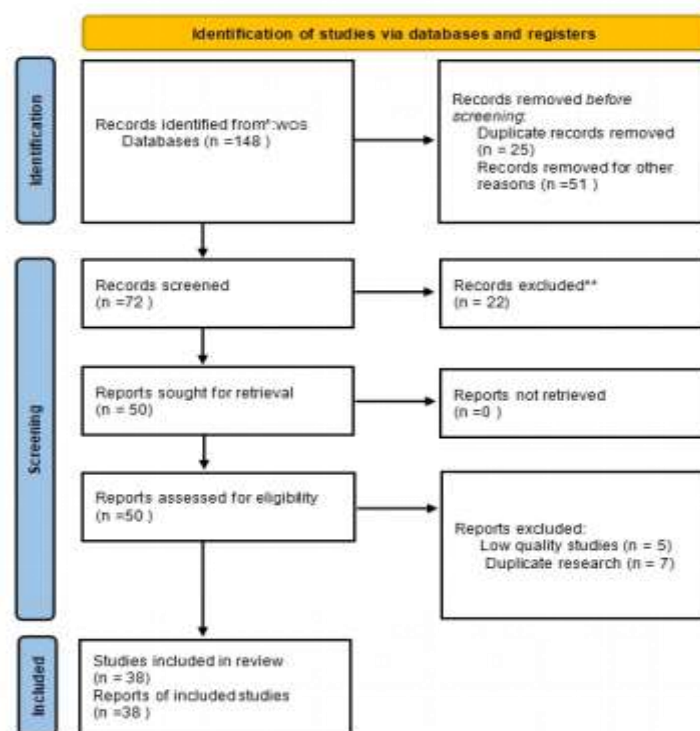 Identification of studies via databases and registers
Identification
Records identified from*:WOS
Databases (n =148 )
Records removed before
screening:
Duplicate records removed
(n = 25)
Records removed for other
reasons (n =51 )
Screening
Records screened
(n =72 )
Records excluded**
(n = 22)
Reports sought for retrieval
(n = 50)
Reports not retrieved
(n =0 )
Reports assessed for eligibility
(n =50 )
Reports excluded:
Low quality studies (n = 5)
Duplicate research (n = 7)
Included
Studies included in review
(n = 38)
Reports of included studies
(n =38 )